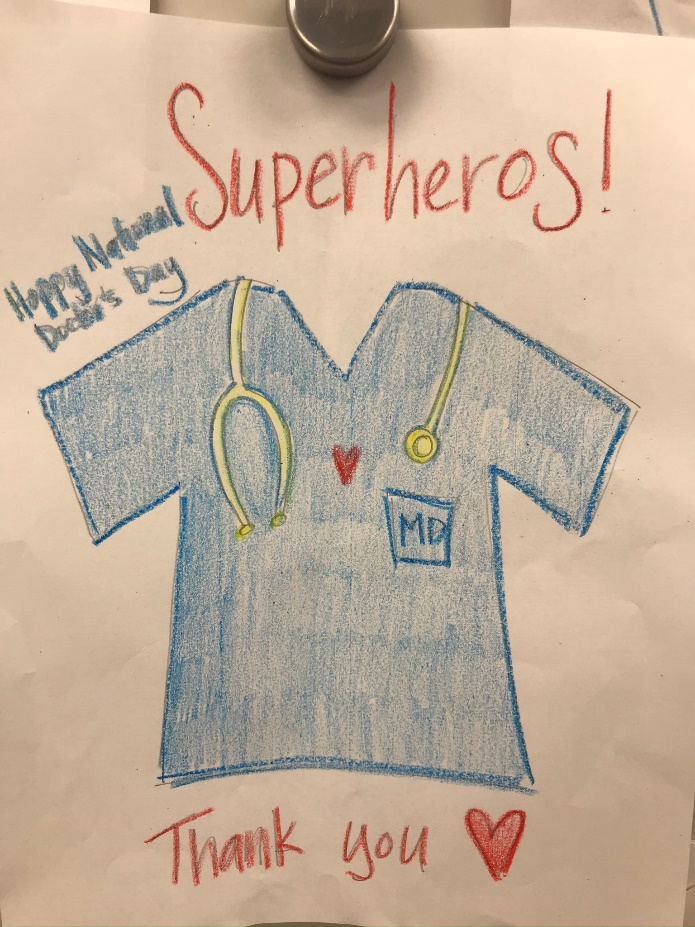 Superheros!
Happy National
Doctor's Day
MD
Thank you